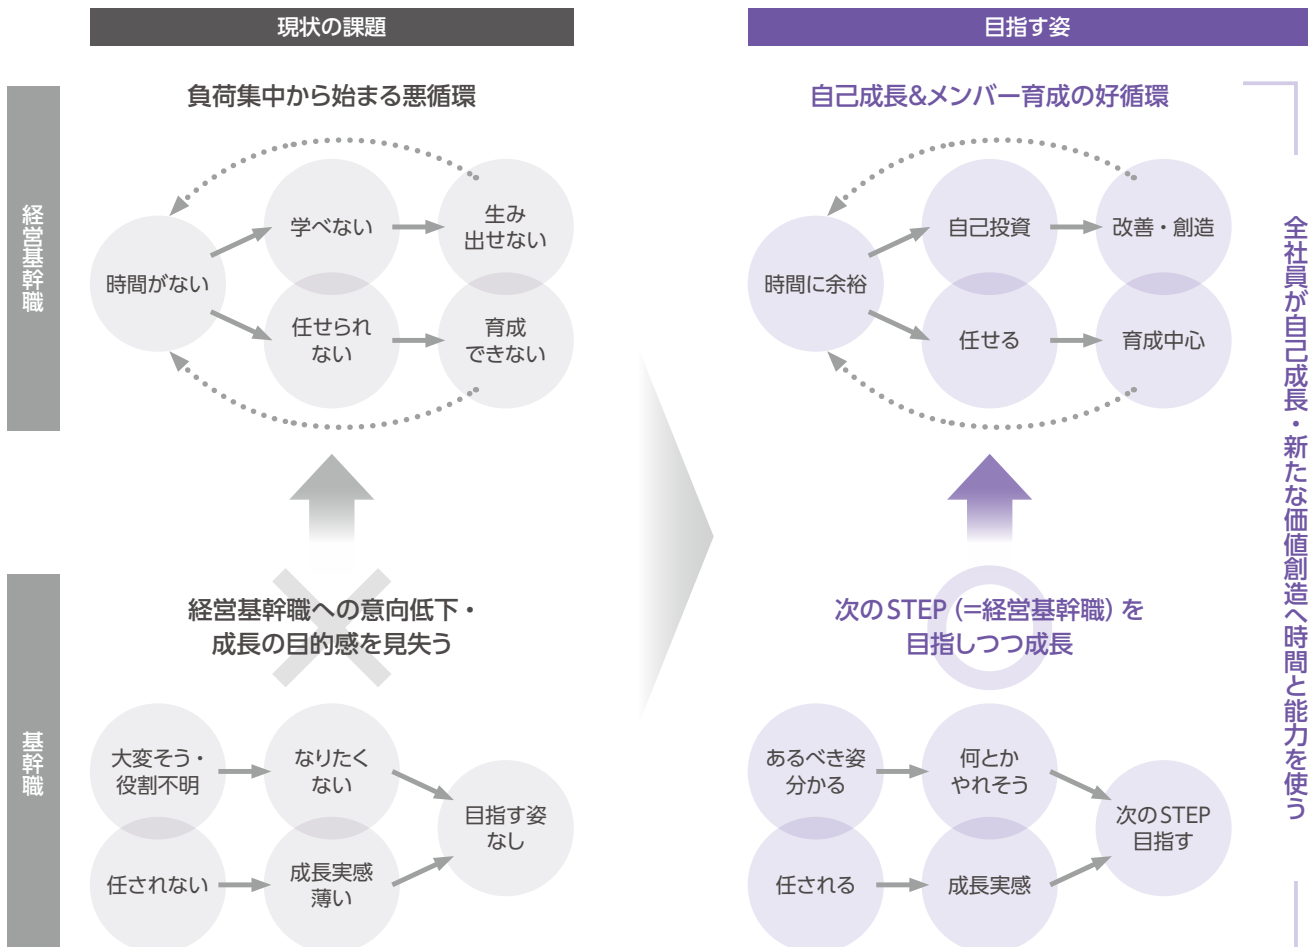 現状の課題
目指す姿
経営基幹職
負荷集中から始まる悪循環
時間がない
学べない
生み
出せない
任せられ
ない
育成
できない
自己成長&メンバー育成の好循環
時間に余裕
自己投資
改善・創造
任せる
育成中心
基幹職
経営基幹職への意向低下・
成長の目的感を見失う
大変そう・
役割不明
なりたく
ない
任されない
成長実感
薄い
目指す姿
なし
次のSTEP(=経営基幹職)を
目指しつつ成長
あるべき姿
分かる
何とか
やれそう
任される
成長実感
次のSTEP
目指す
全社員が自己成長・新たな価値創造へ時間と能力を使う